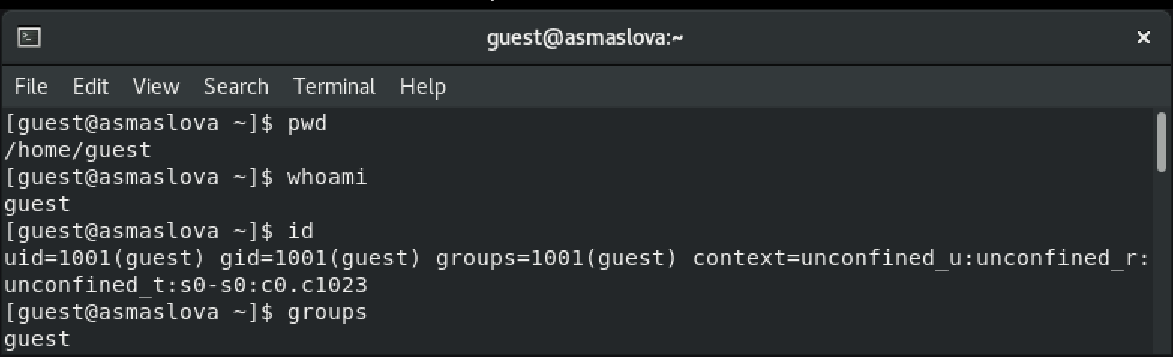 guest@asmaslova:~
File Edit View Search Terminal Help
[guest@asmaslova ~]$ pwd
/home/guest
[guest@asmaslova ~]$ whoami
guest
[guest@asmaslova ~]$ id
uid=1001(guest) gid=1001(guest) groups=1001(guest) context=unconfined_u:unconfined_r:
unconfined_t:s0-s0:c0.c1023
[guest@asmaslova ~]$ groups
guest